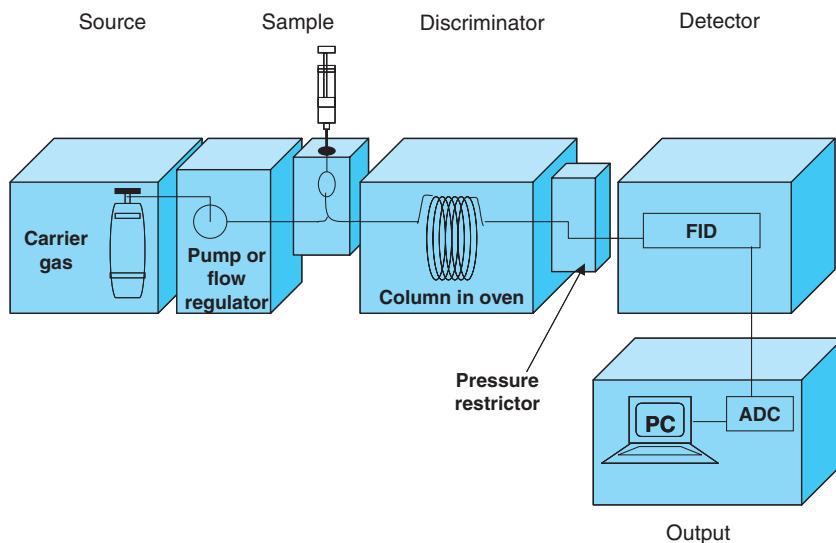 Source
Sample
Discriminator
Detector
Carrier
gas
Pump or
flow
regulator
Column in oven
FID
Pressure
restrictor
PC
ADC
Output